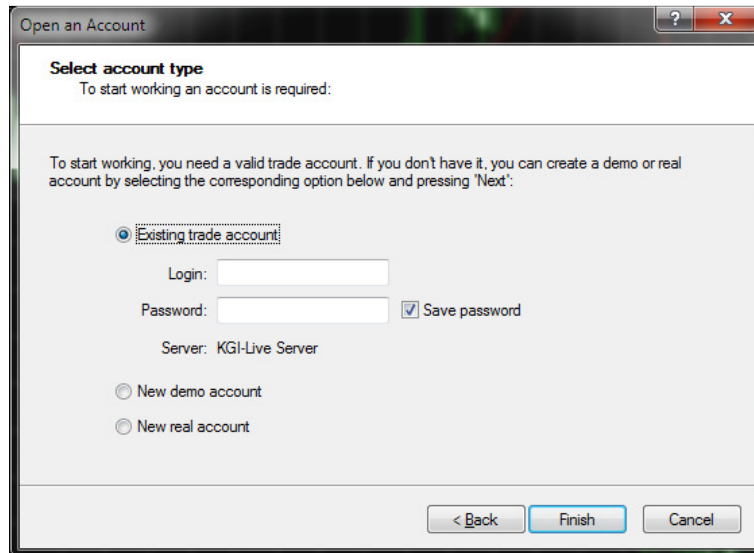 Open an Account
Select account type
To start working an account is required:
To start working, you need a valid trade account. If you don't have it, you can create a demo or real
account by selecting the corresponding option below and pressing 'Next':
Existing trade account
Login:
Password:
Save password
Server: KGI-Live Server
New demo account
New real account
< Back
Finish
Cancel